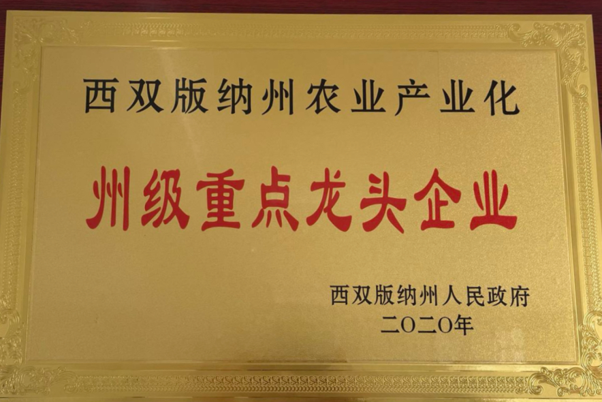 西双版纳州农业产业化
州级重点龙头企业
西双版纳州人民政府
二〇二〇年